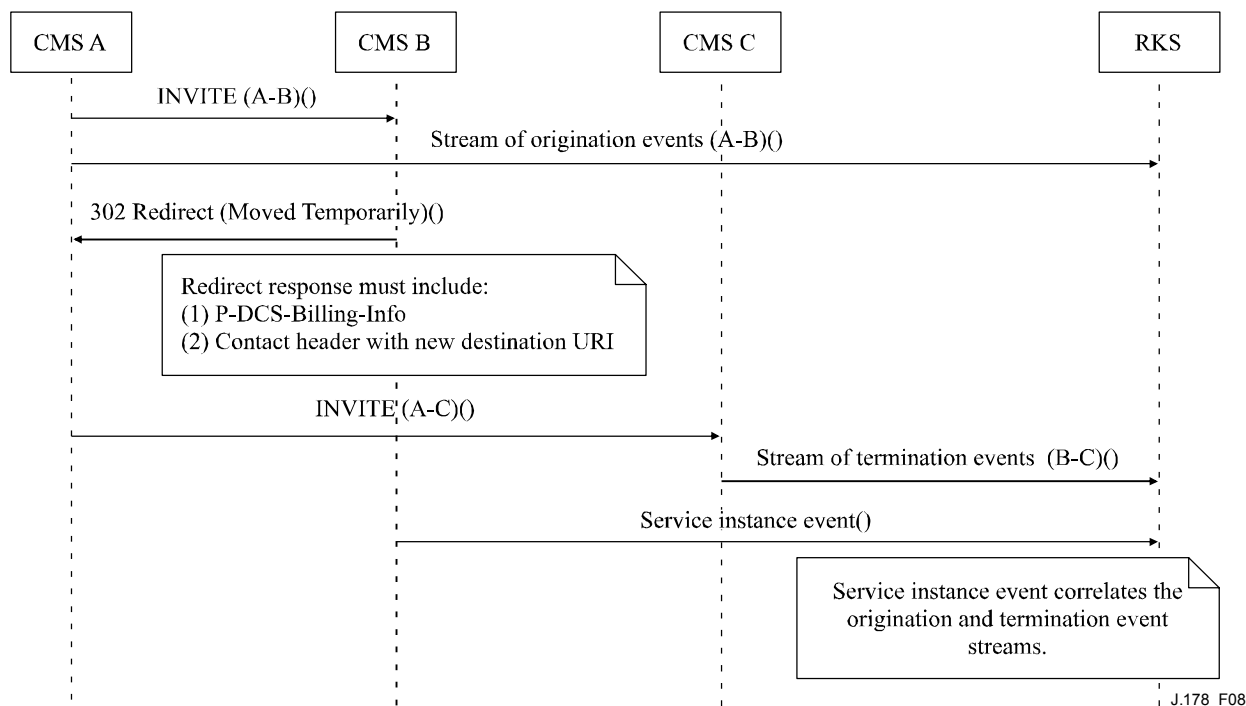 CMS A
CMS B
CMS C
RKS
INVITE (A-B)()
Stream of origination events (A-B)()
302 Redirect (Moved Temporarily)()
Redirect response must include:
(1) P-DCS-Billing-Info
(2) Contact header with new destination URI
INVITE (A-C)()
Stream of termination events (B-C)()
Service instance event()
Service instance event correlates the
origination and termination event
streams.
J.178_F08